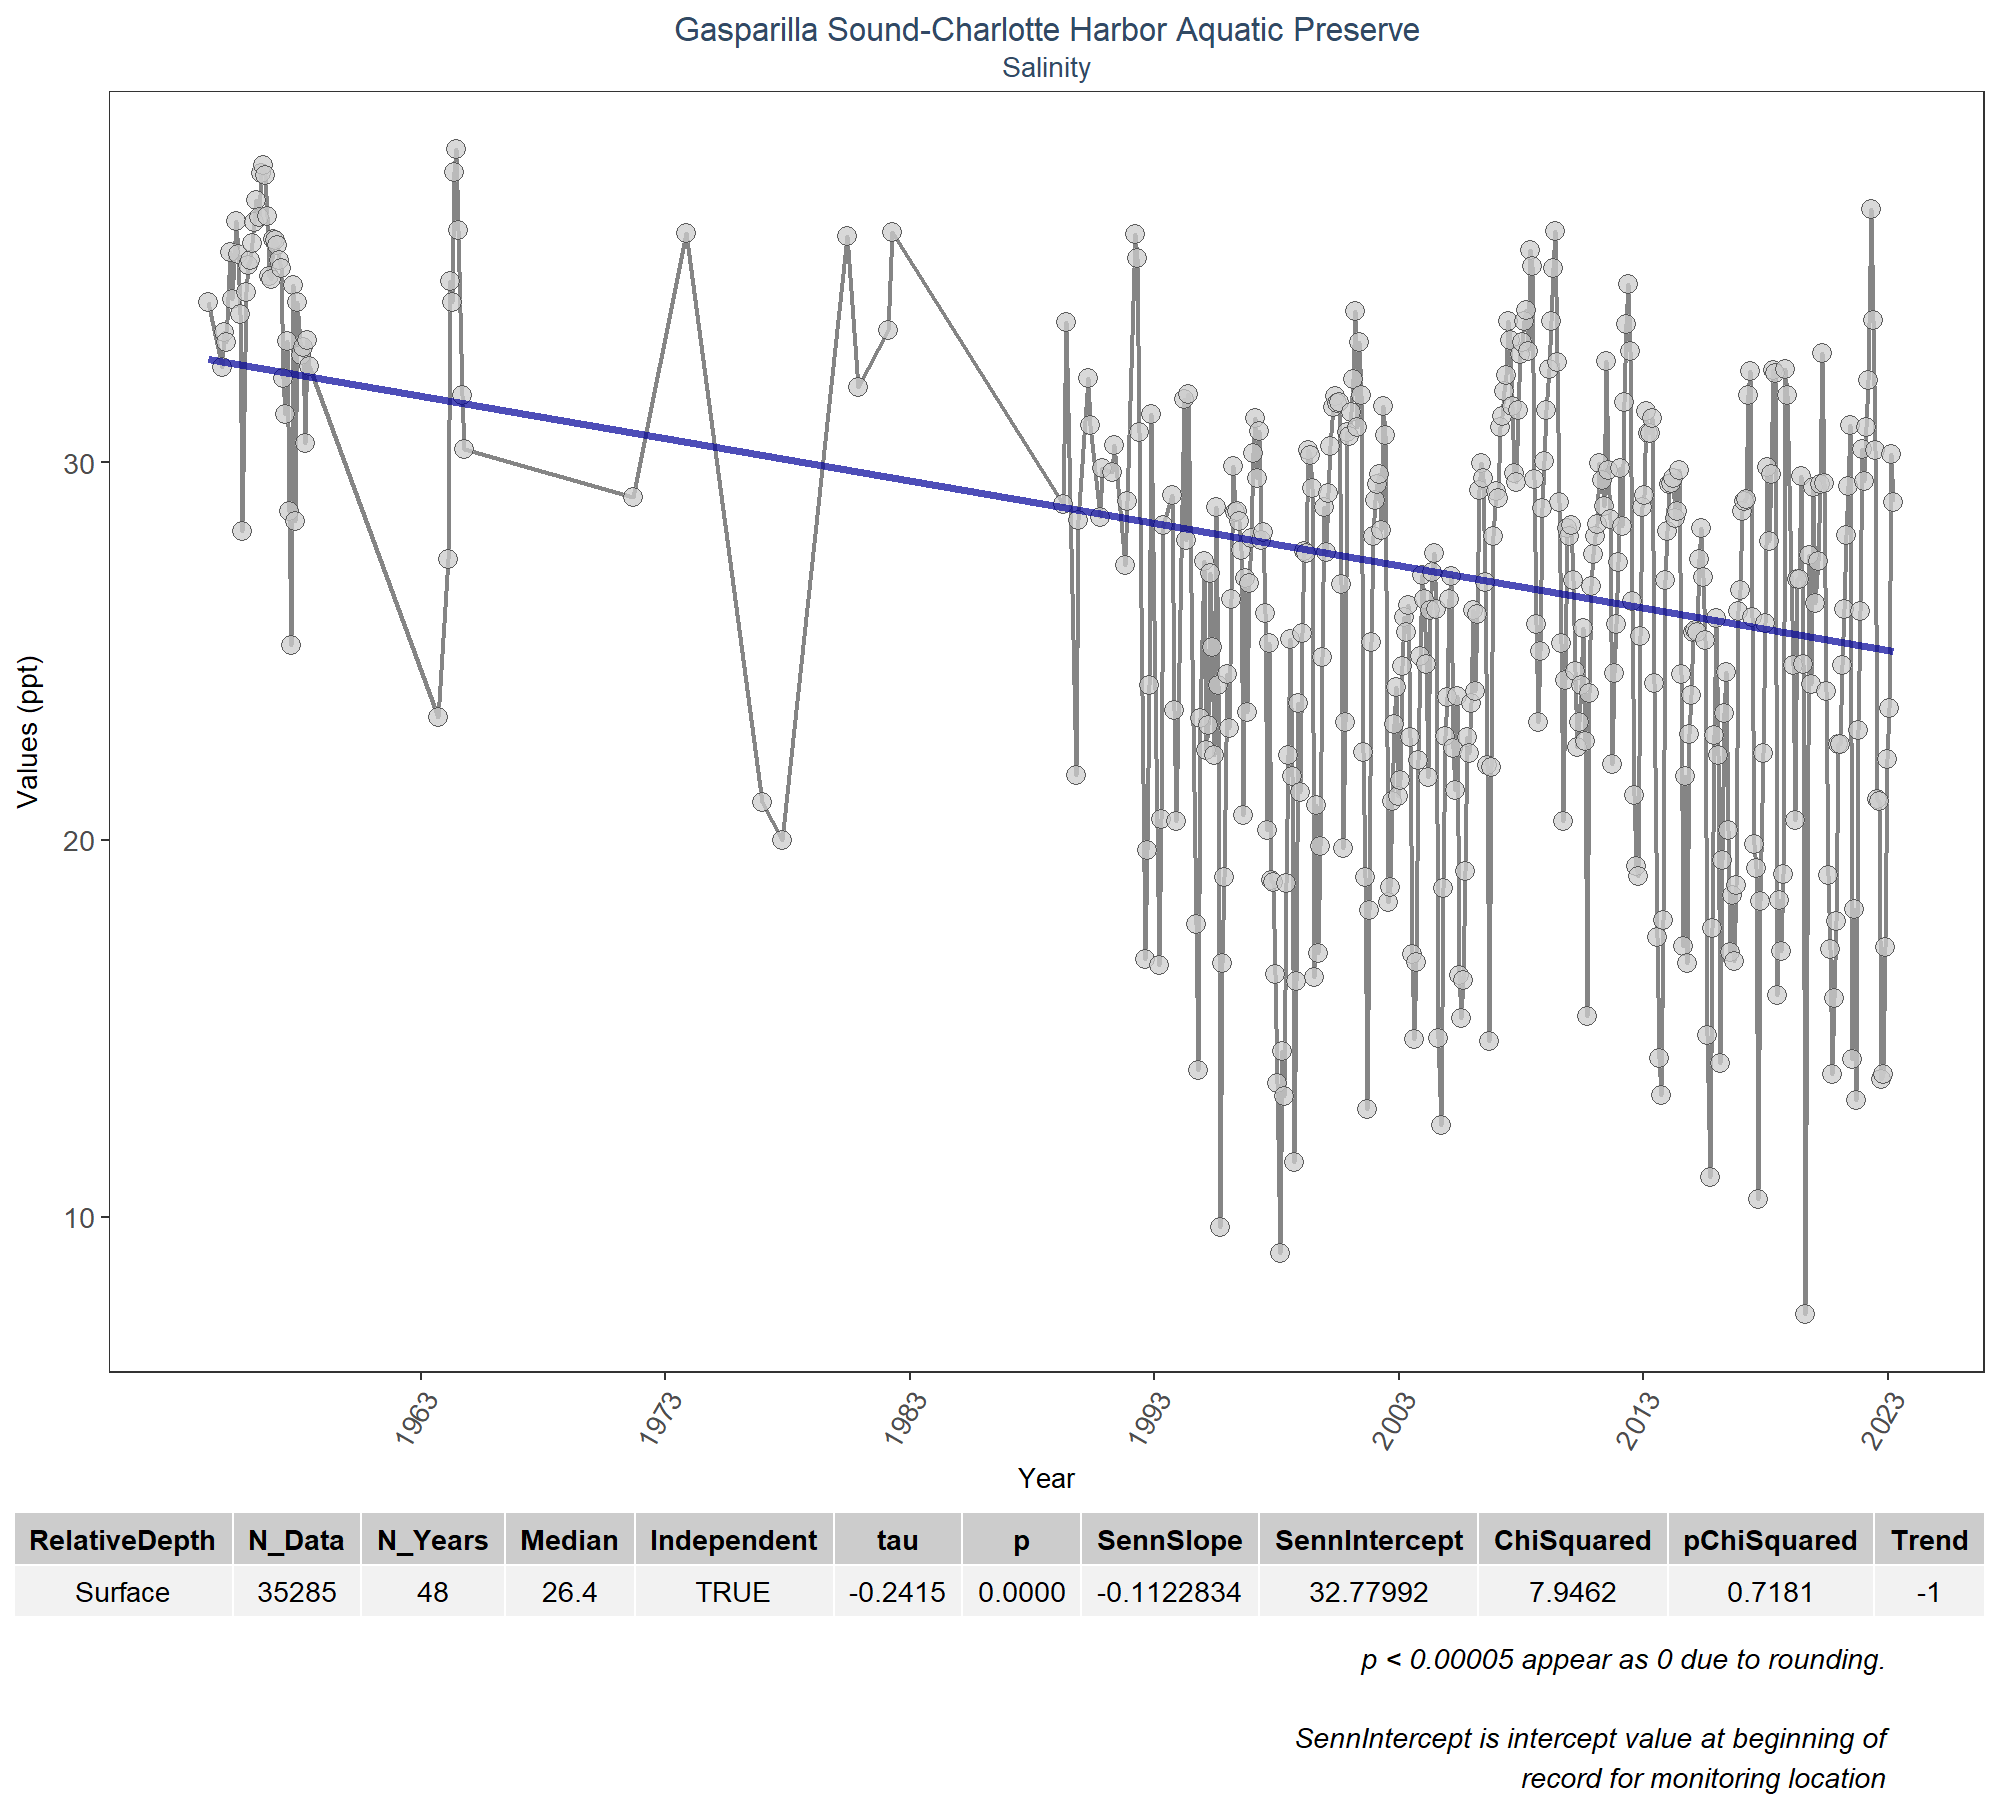 Gasparilla Sound-Charlotte Harbor Aquatic Preserve
Salinity
Values (ppt)
30
20
10
1963
1973
1983
1993
2003
2013
2023
Year
RelativeDepth N_Data N_Years Median Independent tau p SennSlope SennIntercept ChiSquared pChiSquared Trend
Surface 35285 48 26.4 TRUE -0.2415 0.0000 -0.1122834 32.77992 7.9462 0.7181 -1
p < 0.00005 appear as 0 due to rounding.
SennIntercept is intercept value at beginning of
record for monitoring location